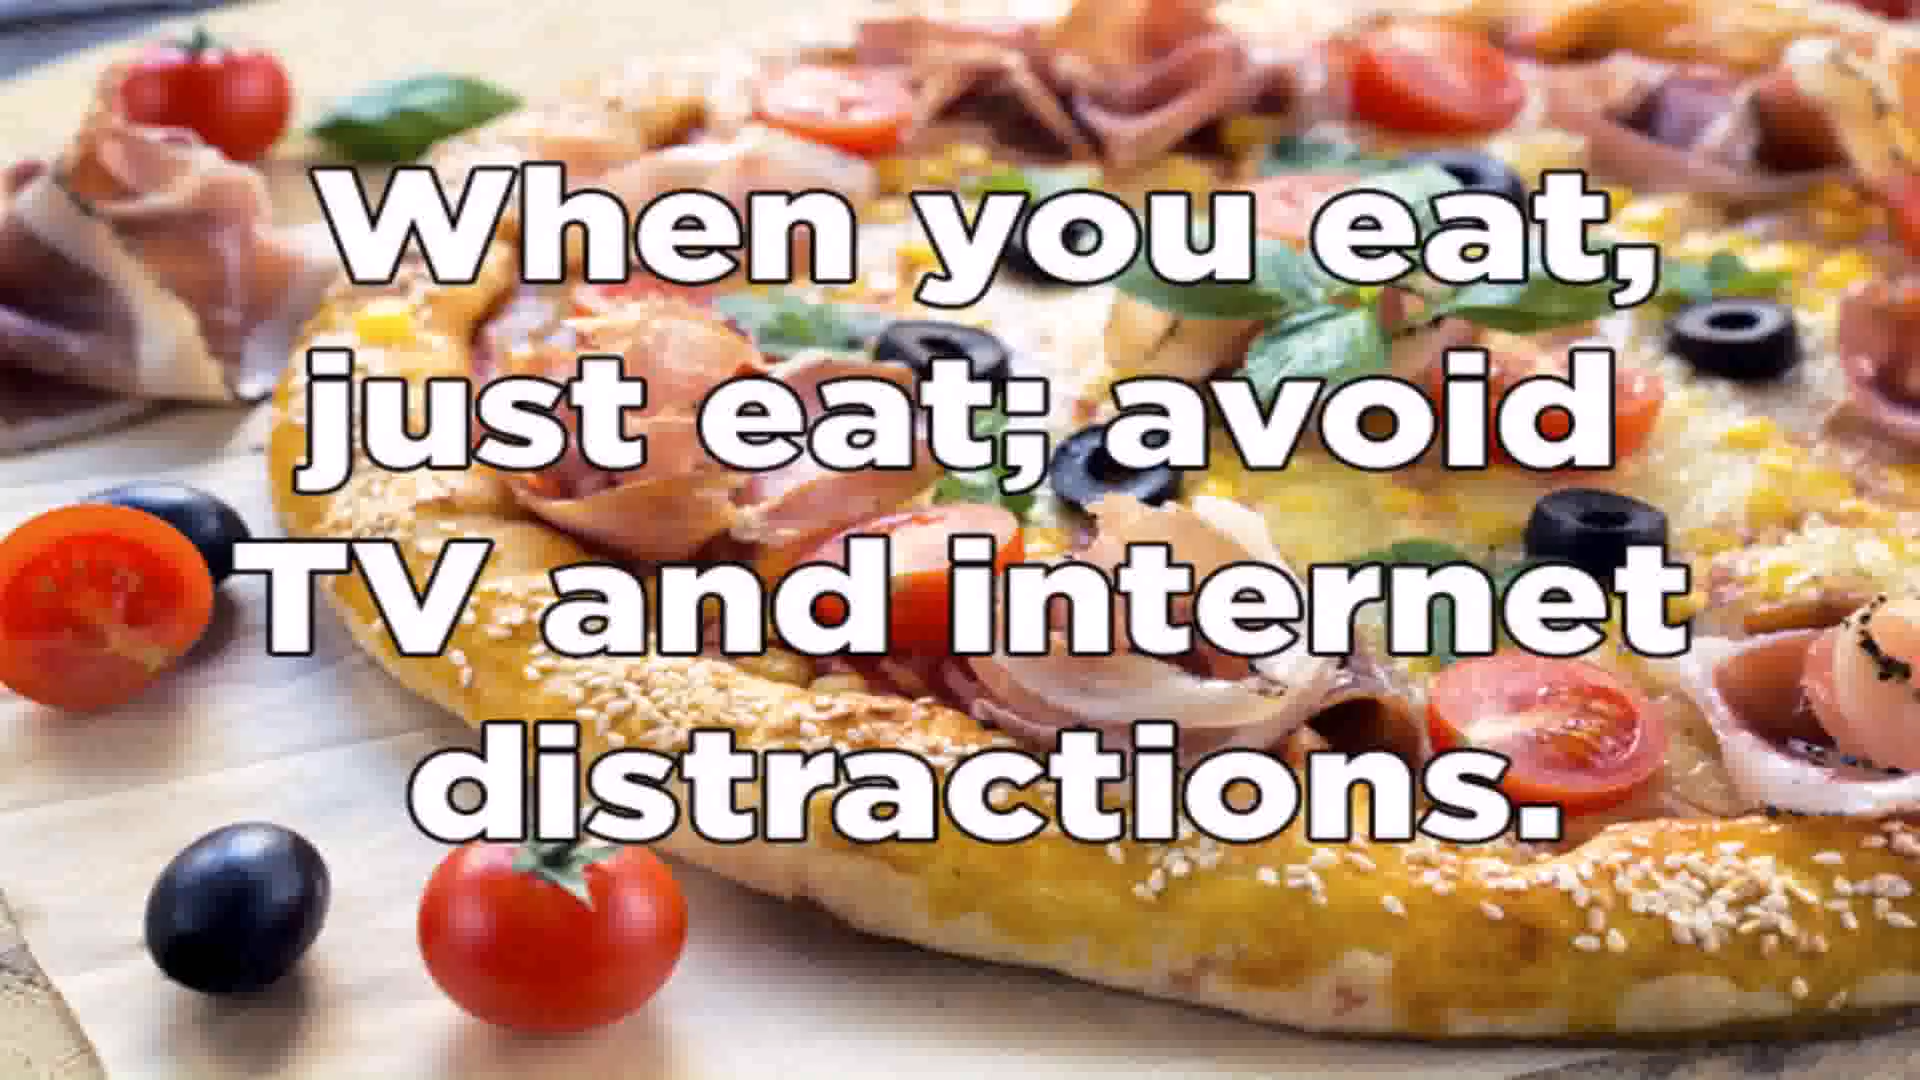 When you eat,
just eat; avoid
TV and internet
distractions.